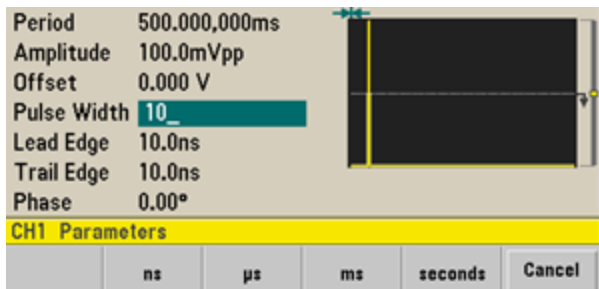 Period 500.000,000ms
Amplitude 100.0mVpp
Offset 0.000 V
Pulse Width 10_
Lead Edge 10.0ns
Trail Edge 10.0ns
Phase 0.00°
CH1 Parameters
ns µs ms seconds Cancel